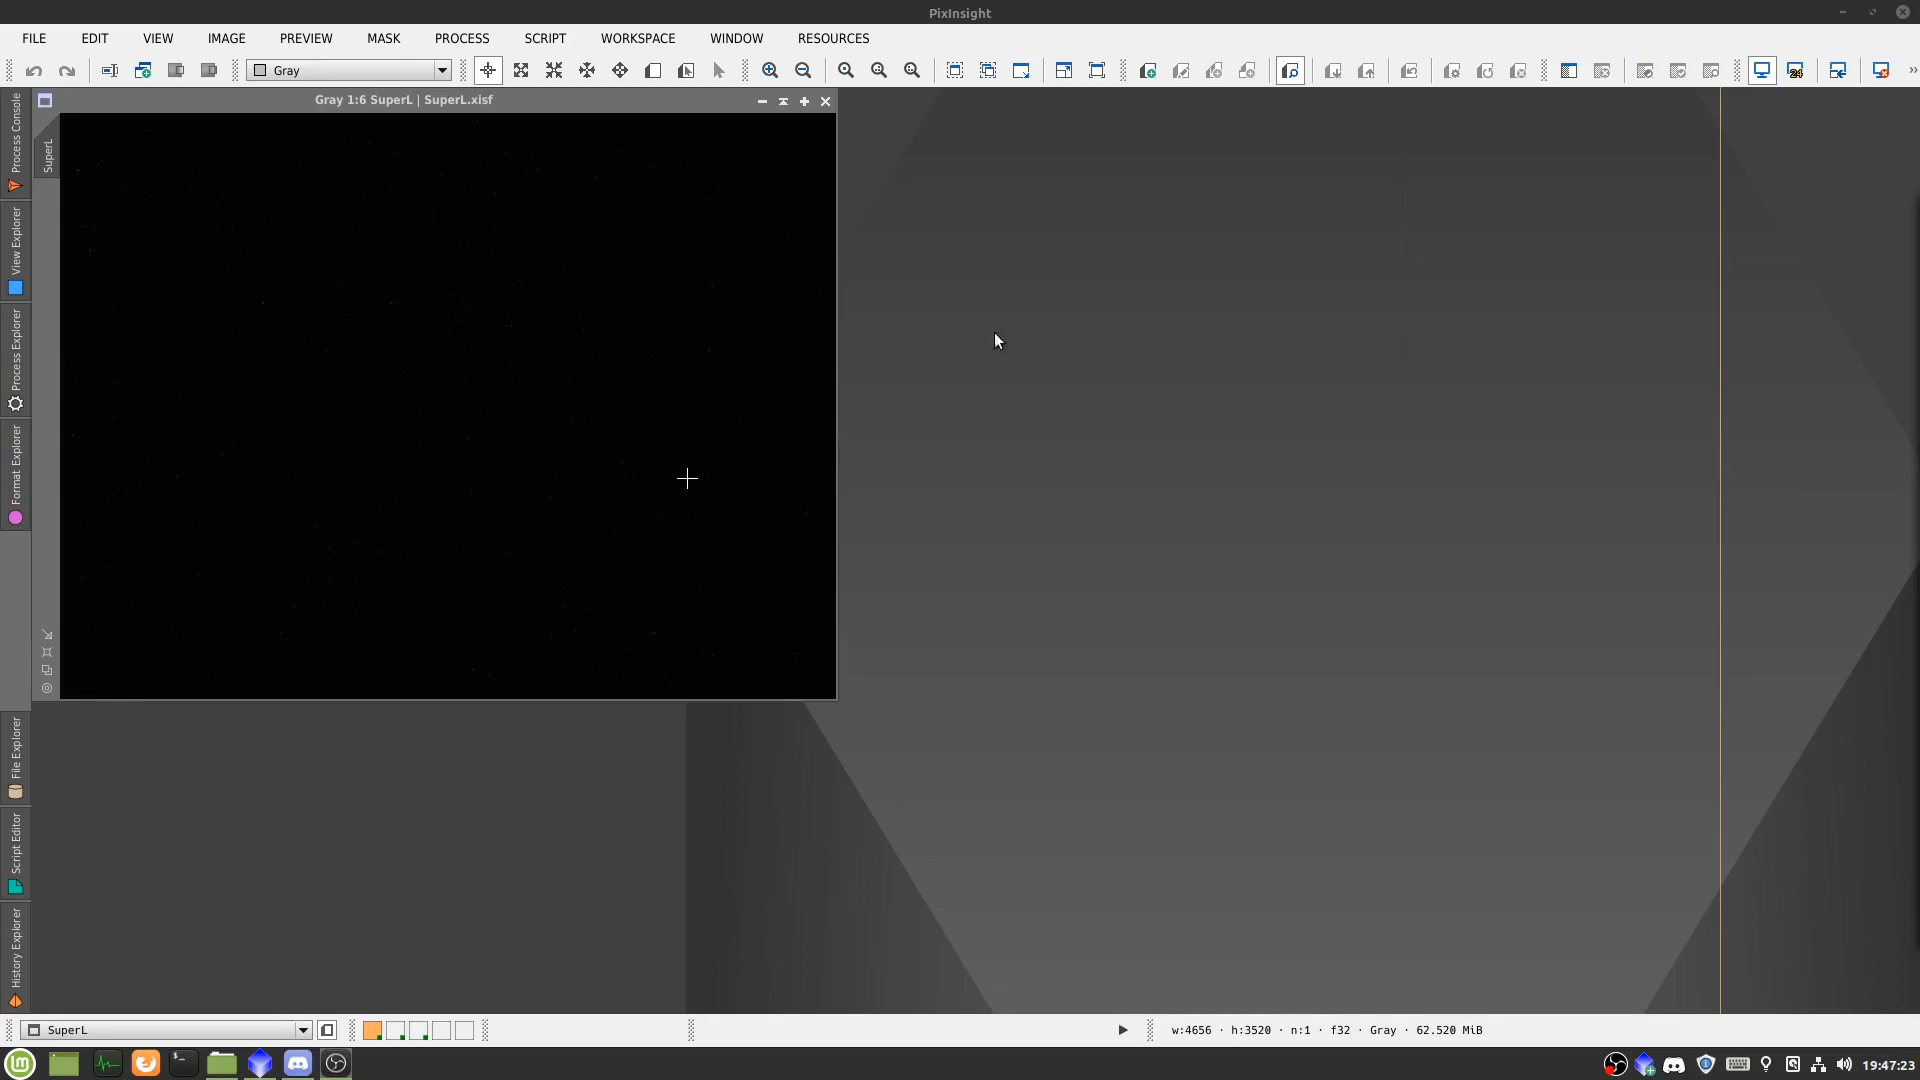 PixInsight
FILE EDIT VIEW IMAGE PREVIEW MASK PROCESS SCRIPT WORKSPACE WINDOW RESOURCES
Gray
24
»
Gray 1:6 SuperL | SuperL.xisf
SuperL
Process Console
View Explorer
Process Explorer
Format Explorer
File Explorer
Script Editor
History Explorer
SuperL
w:4656 · h:3520 · n:1 · f32 · Gray · 62.520 MiB
19:47:23